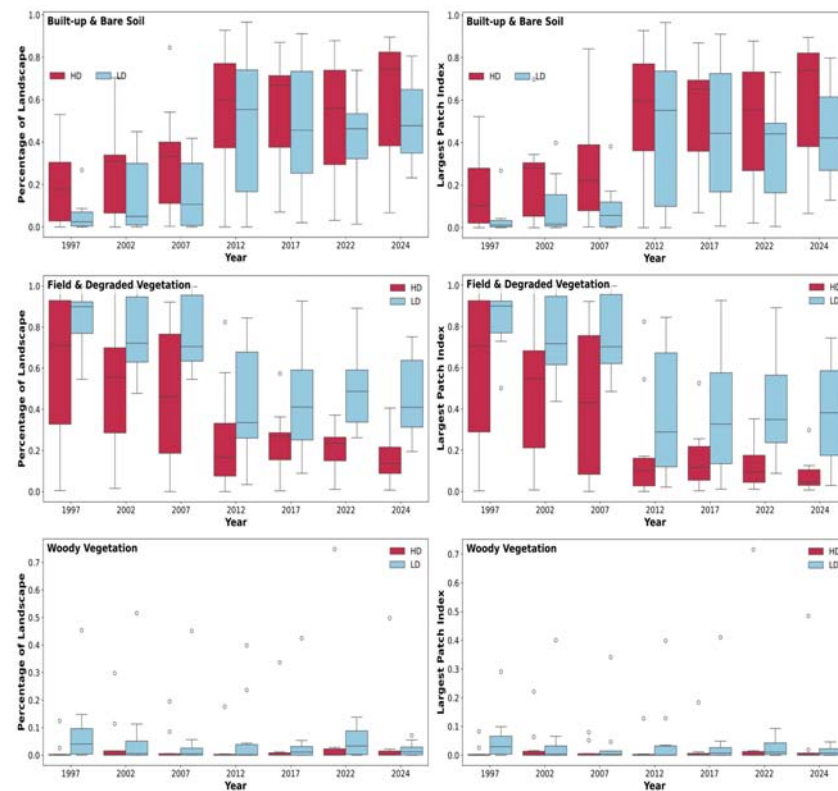 Built-up & Bare Soil
HD LD
Percentage of Landscape
1.0
0.8
0.6
0.4
0.2
0.0
1997 2002 2007 2012 2017 2022 2024
Year
Built-up & Bare Soil
HD LD
Largest Patch Index
1.0
0.8
0.6
0.4
0.2
0.0
1997 2002 2007 2012 2017 2022 2024
Year
Field & Degraded Vegetation
HD
LD
Percentage of Landscape
1.0
0.8
0.6
0.4
0.2
0.0
1997 2002 2007 2012 2017 2022 2024
Year
Field & Degraded Vegetation
HD
LD
Largest Patch Index
1.0
0.8
0.6
0.4
0.2
0.0
1997 2002 2007 2012 2017 2022 2024
Year
Woody Vegetation
HD
LD
Percentage of Landscape
0.7
0.6
0.5
0.4
0.3
0.2
0.1
0.0
1997 2002 2007 2012 2017 2022 2024
Year
Woody Vegetation
HD
LD
Largest Patch Index
0.7
0.6
0.5
0.4
0.3
0.2
0.1
0.0
1997 2002 2007 2012 2017 2022 2024
Year